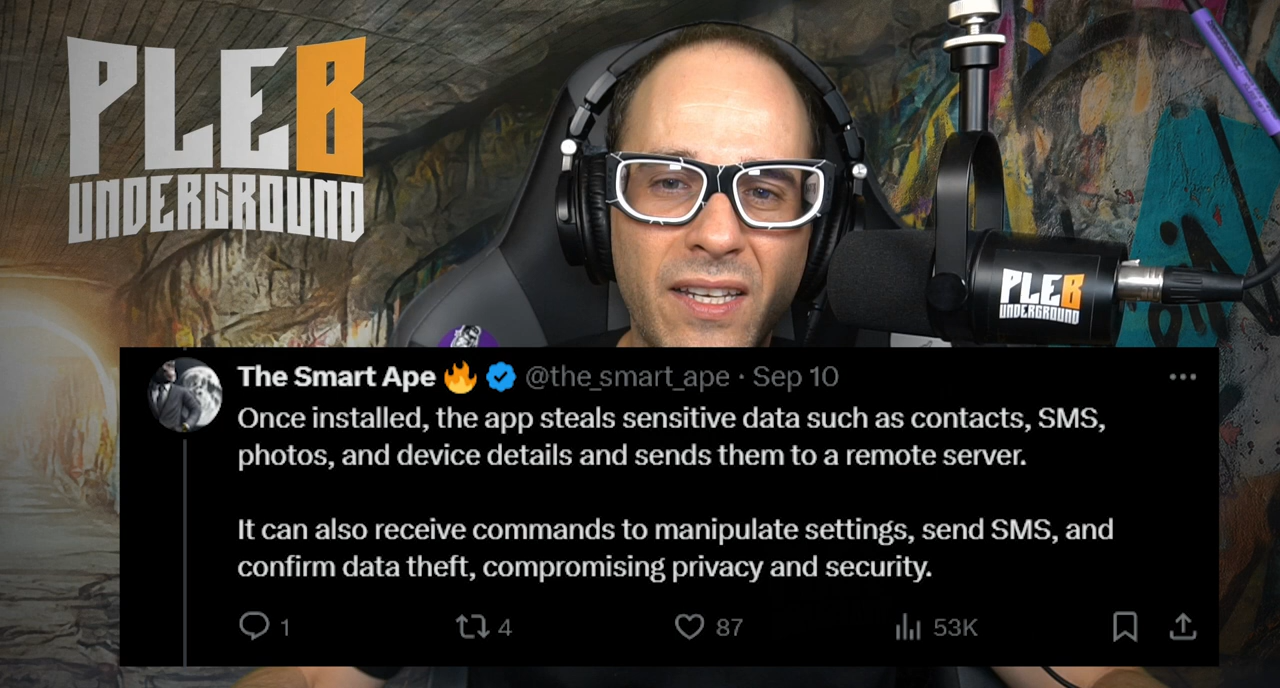 PLEB
UNDERGROUND
PLEB
UNDERGROUND
The Smart Ape 🔥 @the_smart_ape · Sep 10
Once installed, the app steals sensitive data such as contacts, SMS,
photos, and device details and sends them to a remote server.
It can also receive commands to manipulate settings, send SMS, and
confirm data theft, compromising privacy and security.
1 4 87 53K